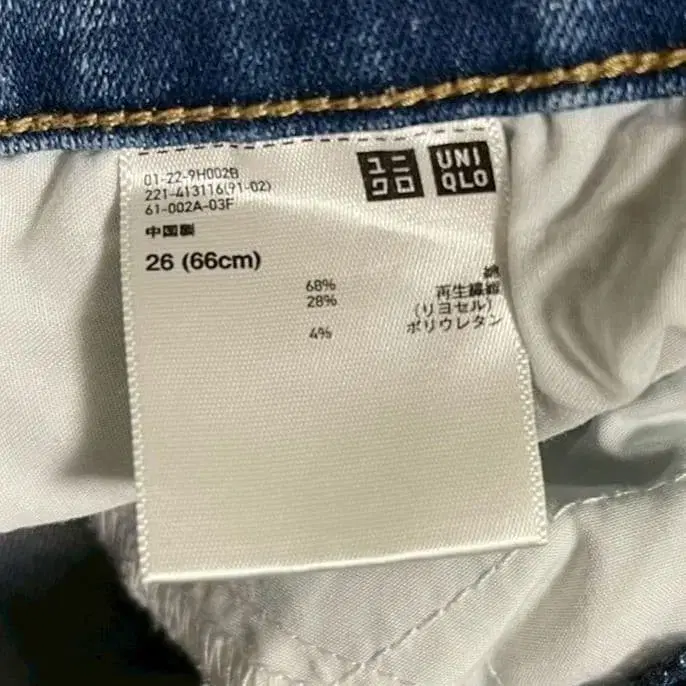 ユニ
クロ
UNI
QLO
01-22-9H002B
221-413116(91-02)
61-002A-03F
中国製
26 (66cm)
68% 綿
28% 再生繊維
(リヨセル)
4% ポリウレタン